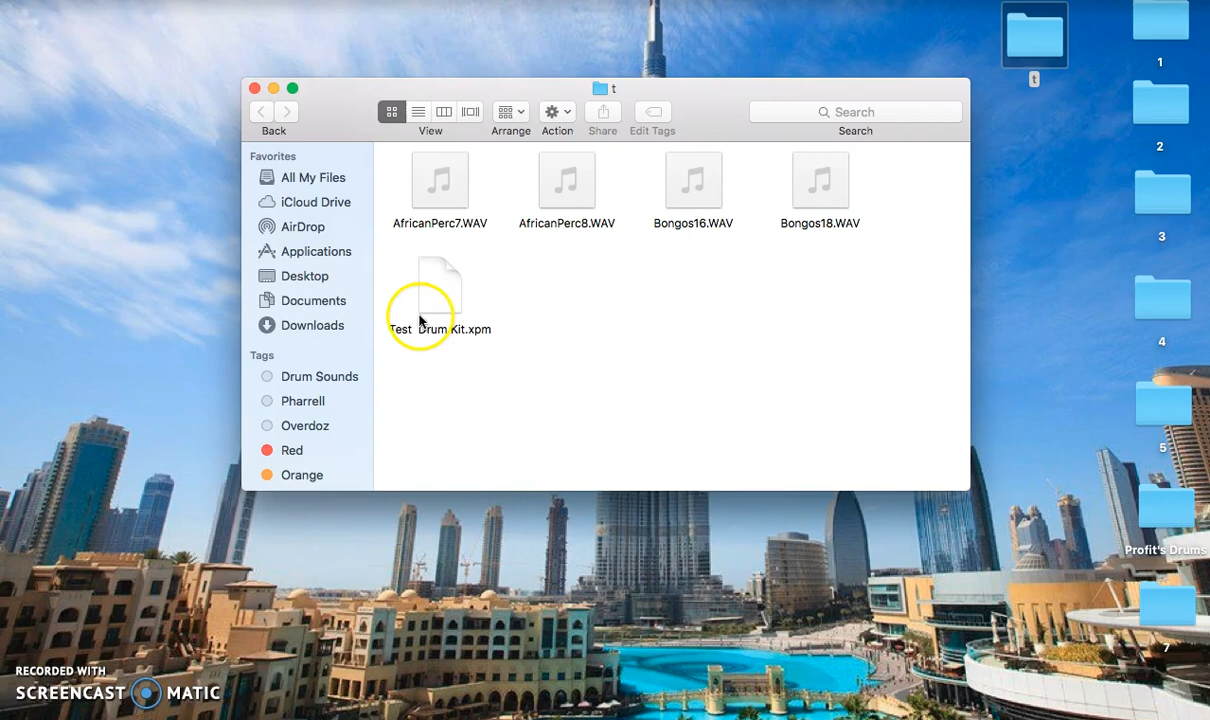 t
Back
View
Arrange
Action
Share
Edit Tags
Search
Search
Favorites
All My Files
iCloud Drive
AirDrop
Applications
Desktop
Documents
Downloads
Tags
Drum Sounds
Pharrell
Overdoz
Red
Orange
AfricanPerc7.WAV
AfricanPerc8.WAV
Bongos16.WAV
Bongos18.WAV
Test Drum Kit.xpm
t
1
2
3
4
5
Profit's Drums
7
RECORDED WITH
SCREENCAST MATIC